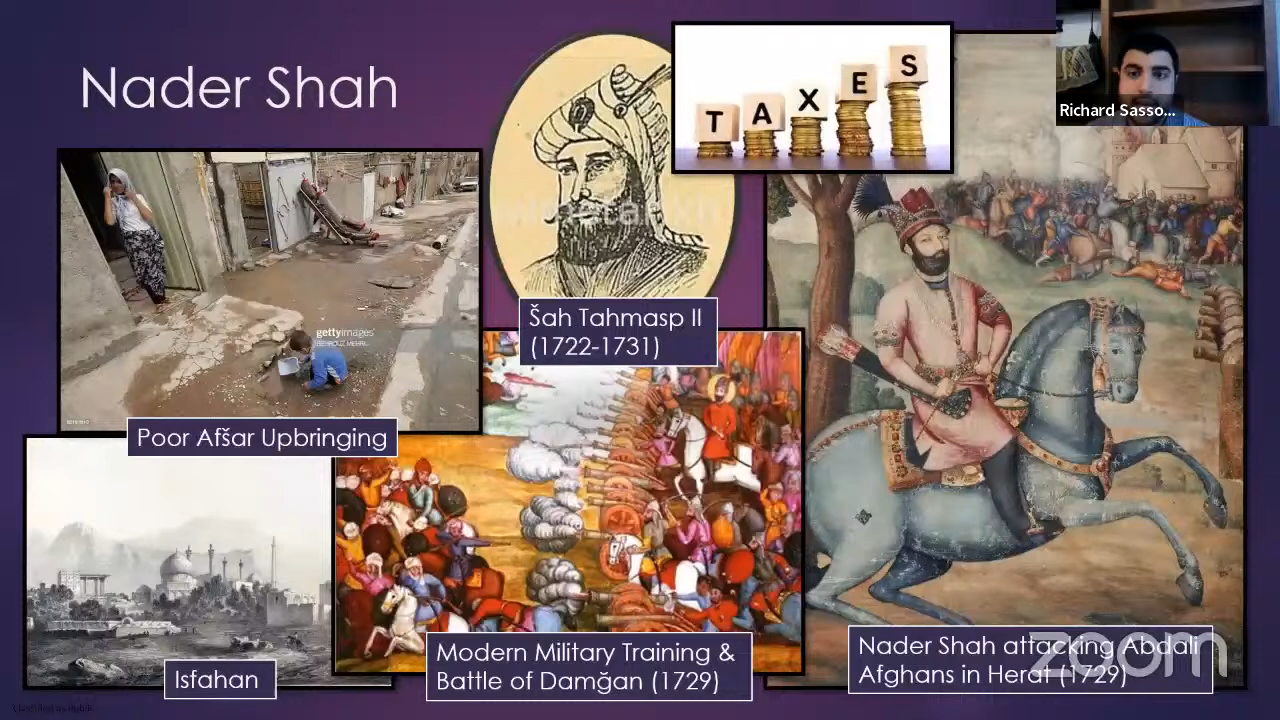 Nader Shah
T A X E S
Richard Sasso...
gettyimages
Poor Afšar Upbringing
Šah Tahmasp II
(1722-1731)
Isfahan
Modern Military Training &
Battle of Damğan (1729)
Nader Shah attacking Abdali
Afghans in Herat (1729)
zoom